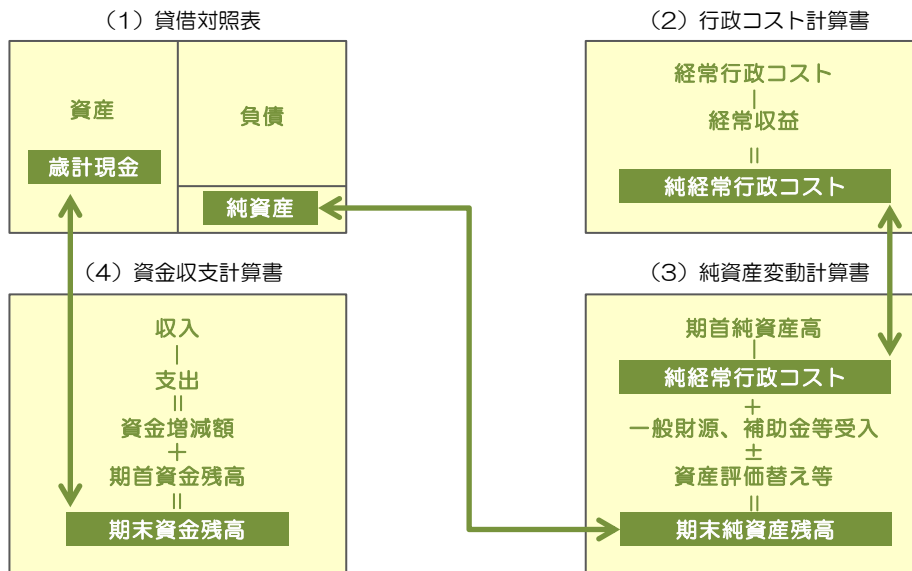 (1)貸借対照表
資産
歳計現金
負債
純資産
(2)行政コスト計算書
経常行政コスト
－
経常収益
＝
純経常行政コスト
(4)資金収支計算書
収入
－
支出
＝
資金増減額
＋
期首資金残高
＝
期末資金残高
(3)純資産変動計算書
期首純資産高
－
純経常行政コスト
＋
一般財源、補助金等受入
±
資産評価替え等
＝
期末純資産残高